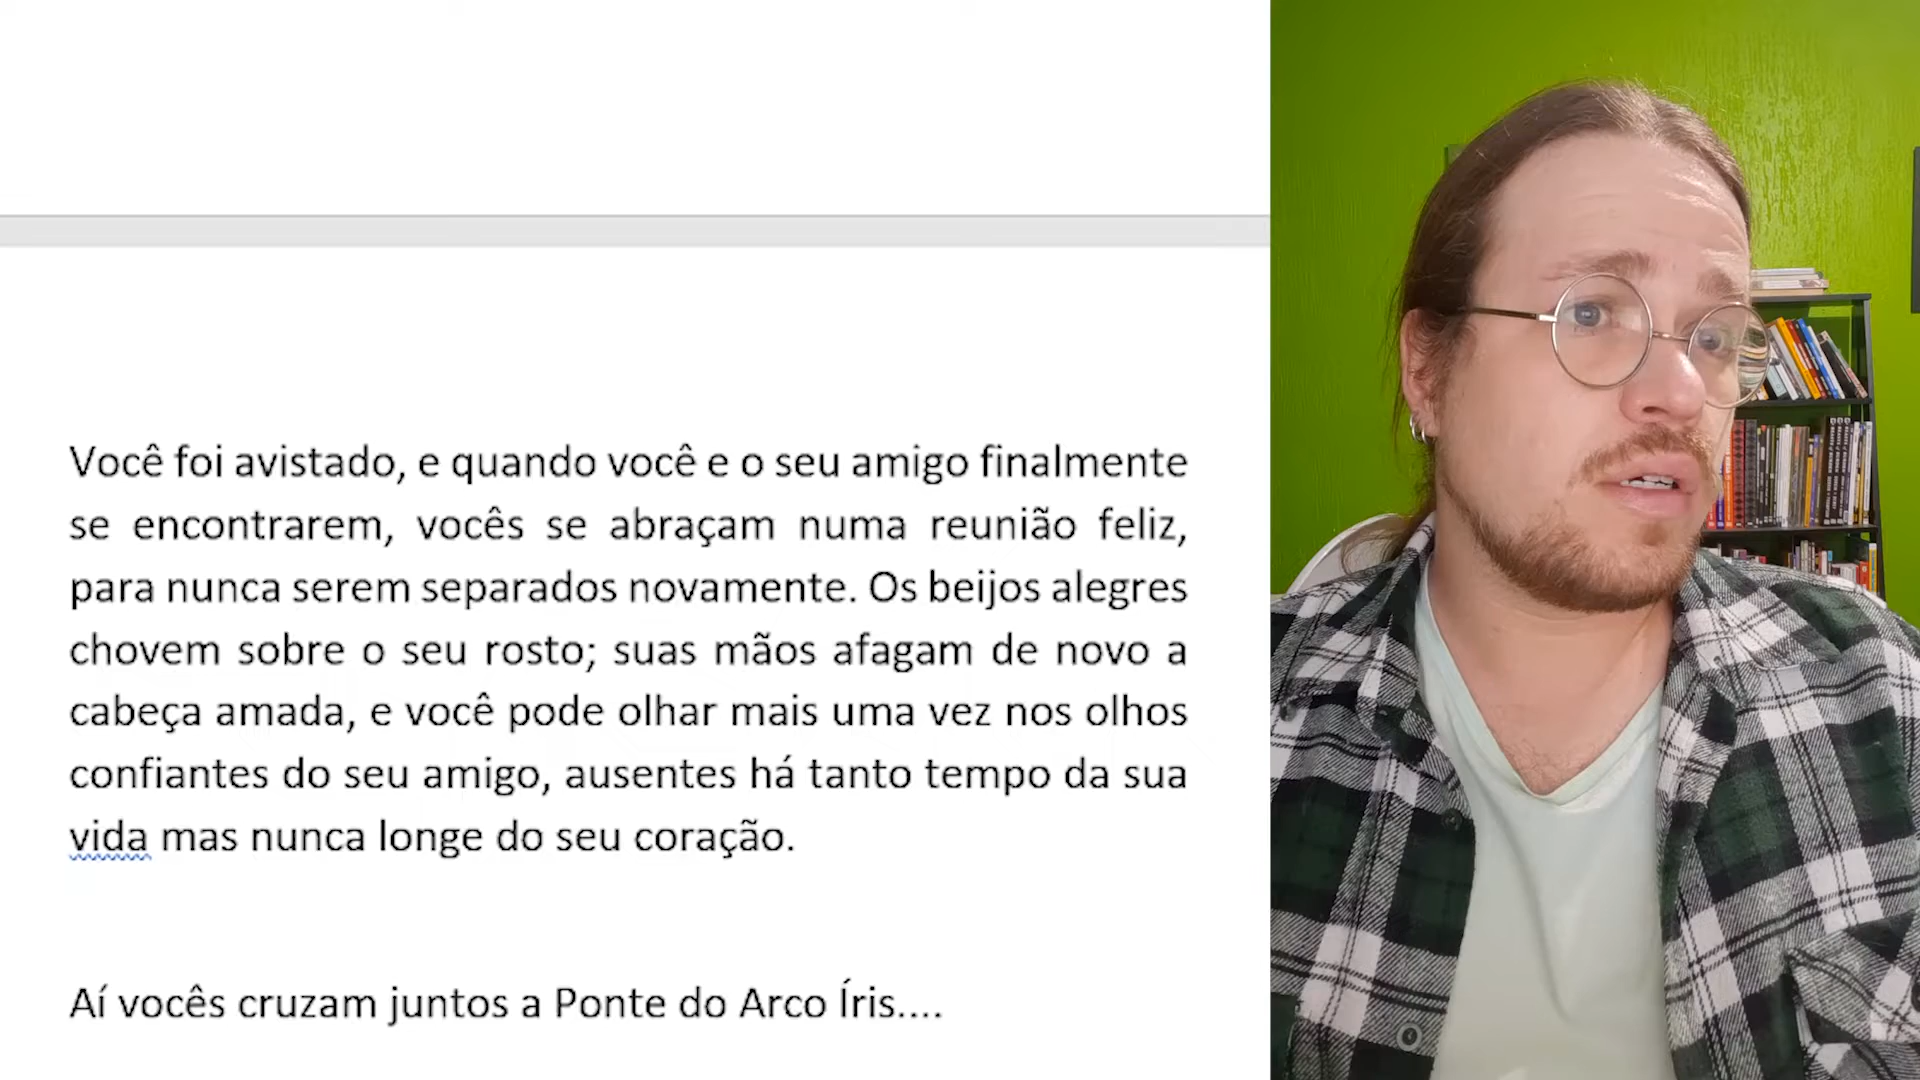 Você foi avistado, e quando você e o seu amigo finalmente
se encontrarem, vocês se abraçam numa reunião feliz,
para nunca serem separados novamente. Os beijos alegres
chovem sobre o seu rosto; suas mãos afagam de novo a
cabeça amada, e você pode olhar mais uma vez nos olhos
confiantes do seu amigo, ausentes há tanto tempo da sua
vida mas nunca longe do seu coração.
Aí vocês cruzam juntos a Ponte do Arco Íris....